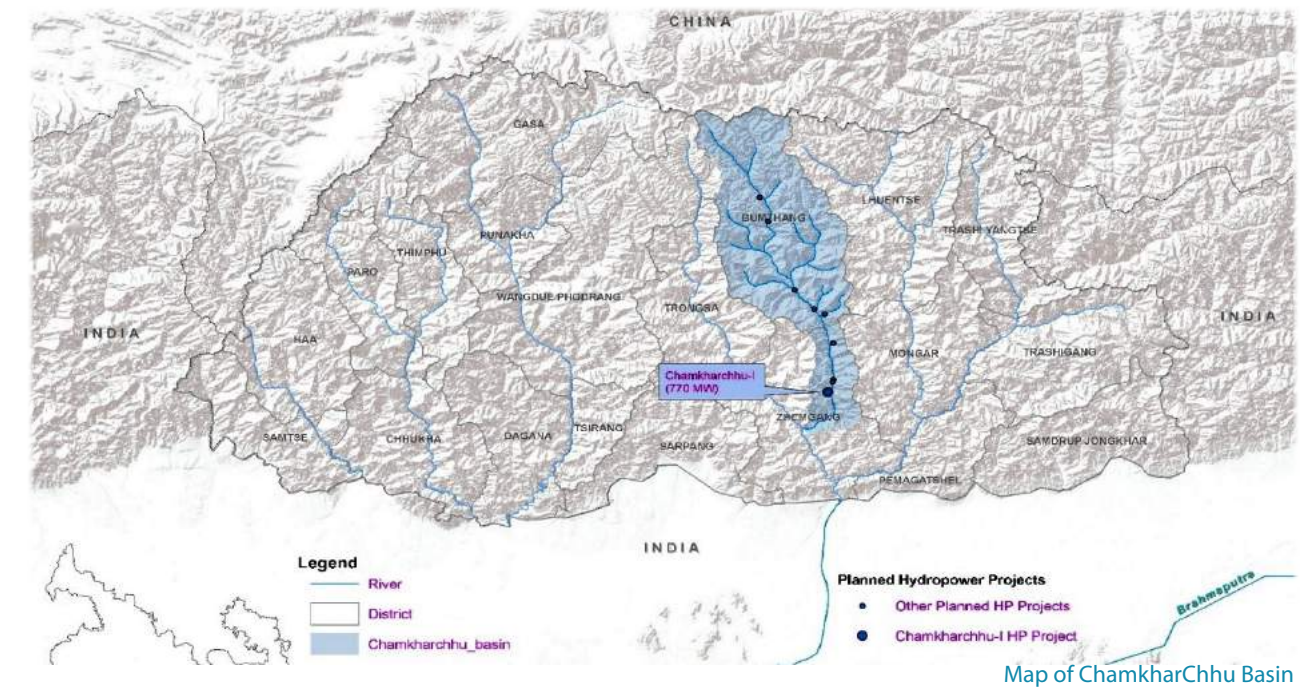 CHINA
GASA
BUMTHANG
LHUENTSE
TRASHI YANGTSE
PUNAKHA
THIMPHU
PARO
WANGDUE PHODRANG
TRONGSA
INDIA
INDIA
HAA
MONGAR
TRASHIGANG
Chamkharchhu-I
(770 MW)
ZHEMGANG
SAMTSE
CHHUKHA
DAGANA
TSIRANG
SARPANG
SAMDRUP JONGKHAR
PEMAGATSHEL
INDIA
Legend
River
District
Chamkharchhu_basin
Planned Hydropower Projects
Other Planned HP Projects
Chamkharchhu-I HP Project
Brahmaputra
Map of ChamkharChhu Basin